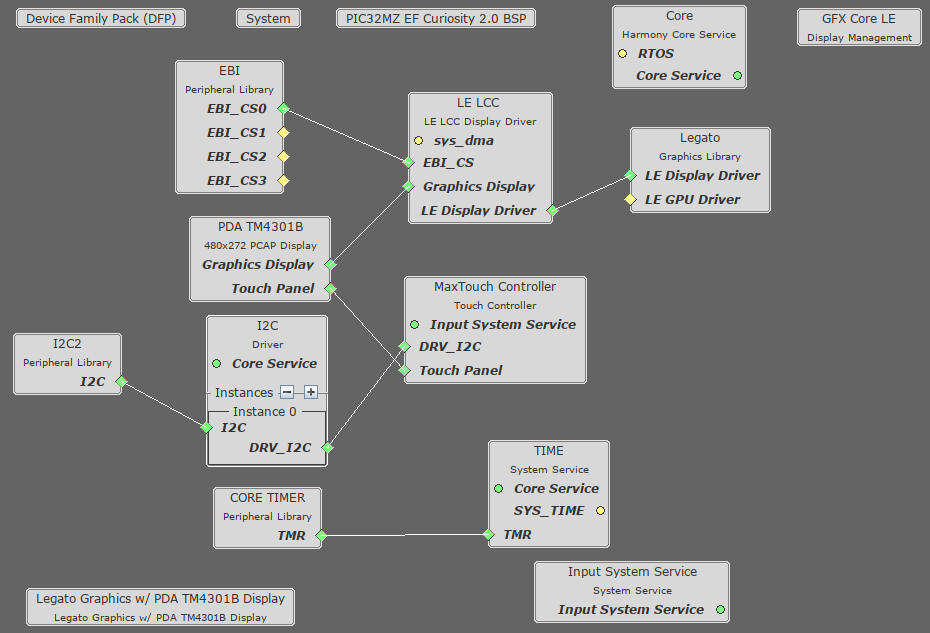 Device Family Pack (DFP)
System
PIC32MZ EF Curiosity 2.0 BSP
Core
Harmony Core Service
RTOS
Core Service
GFX Core LE
Display Management
EBI
Peripheral Library
EBI_CS0
EBI_CS1
EBI_CS2
EBI_CS3
LE LCC
LE LCC Display Driver
sys_dma
EBI_CS
Graphics Display
LE Display Driver
Legato
Graphics Library
LE Display Driver
LE GPU Driver
PDA TM4301B
480x272 PCAP Display
Graphics Display
Touch Panel
MaxTouch Controller
Touch Controller
Input System Service
DRV_I2C
Touch Panel
I2C2
Peripheral Library
I2C
I2C
Driver
Core Service
Instances
Instance 0
I2C
DRV_I2C
CORE TIMER
Peripheral Library
TMR
TIME
System Service
Core Service
SYS_TIME
TMR
Input System Service
System Service
Input System Service
Legato Graphics w/ PDA TM4301B Display
Legato Graphics w/ PDA TM4301B Display